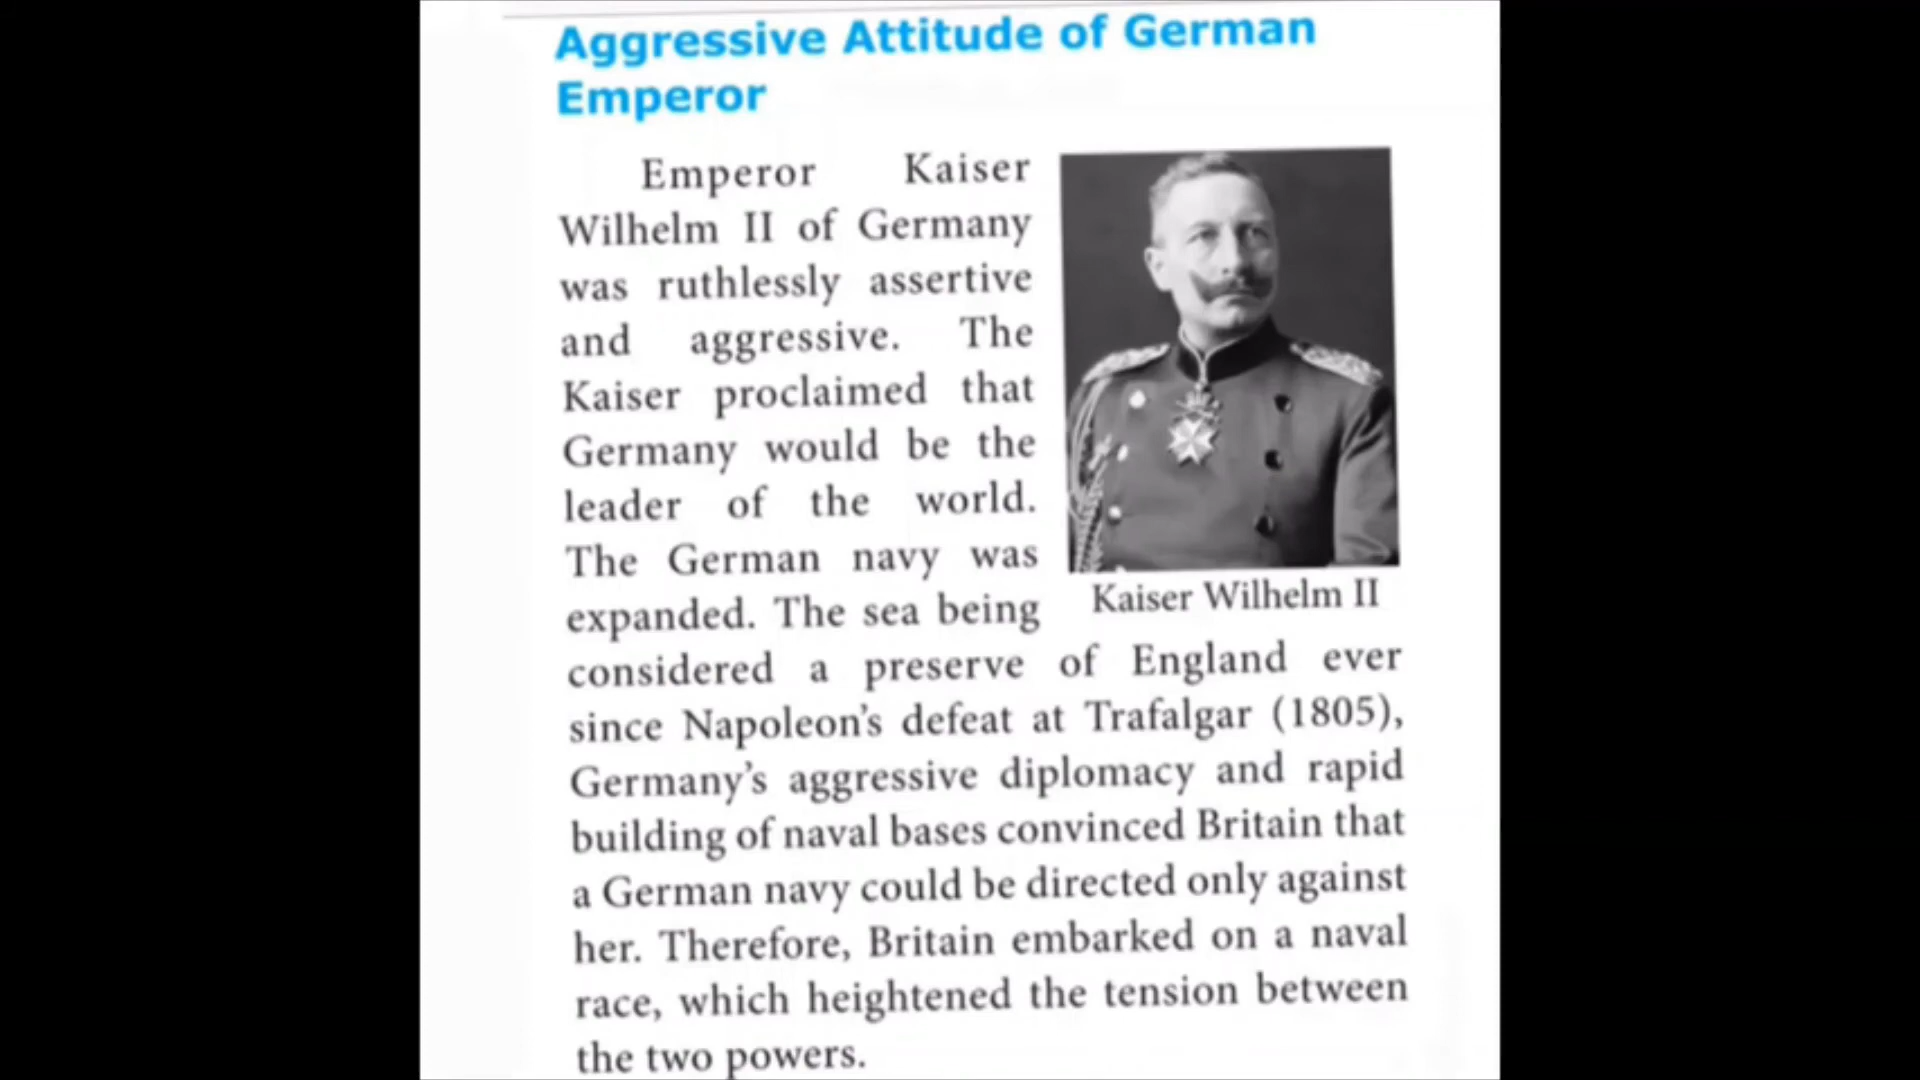 Aggressive Attitude of German
Emperor
Emperor Kaiser
Wilhelm II of Germany
was ruthlessly assertive
and aggressive. The
Kaiser proclaimed that
Germany would be the
leader of the world.
The German navy was
expanded. The sea being
Kaiser Wilhelm II
considered a preserve of England ever
since Napoleon's defeat at Trafalgar (1805),
Germany's aggressive diplomacy and rapid
building of naval bases convinced Britain that
a German navy could be directed only against
her. Therefore, Britain embarked on a naval
race, which heightened the tension between
the two powers.